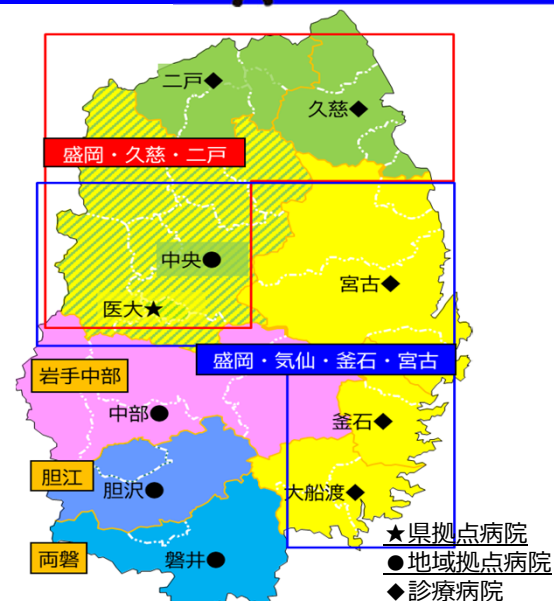 二戸◆
久慈◆
盛岡・久慈・二戸
中央●
宮古◆
医大★
盛岡・気仙・釜石・宮古
岩手中部
中部●
釜石◆
胆江
胆沢●
大船渡◆
★県拠点病院
両磐
磐井●
●地域拠点病院
◆診療病院